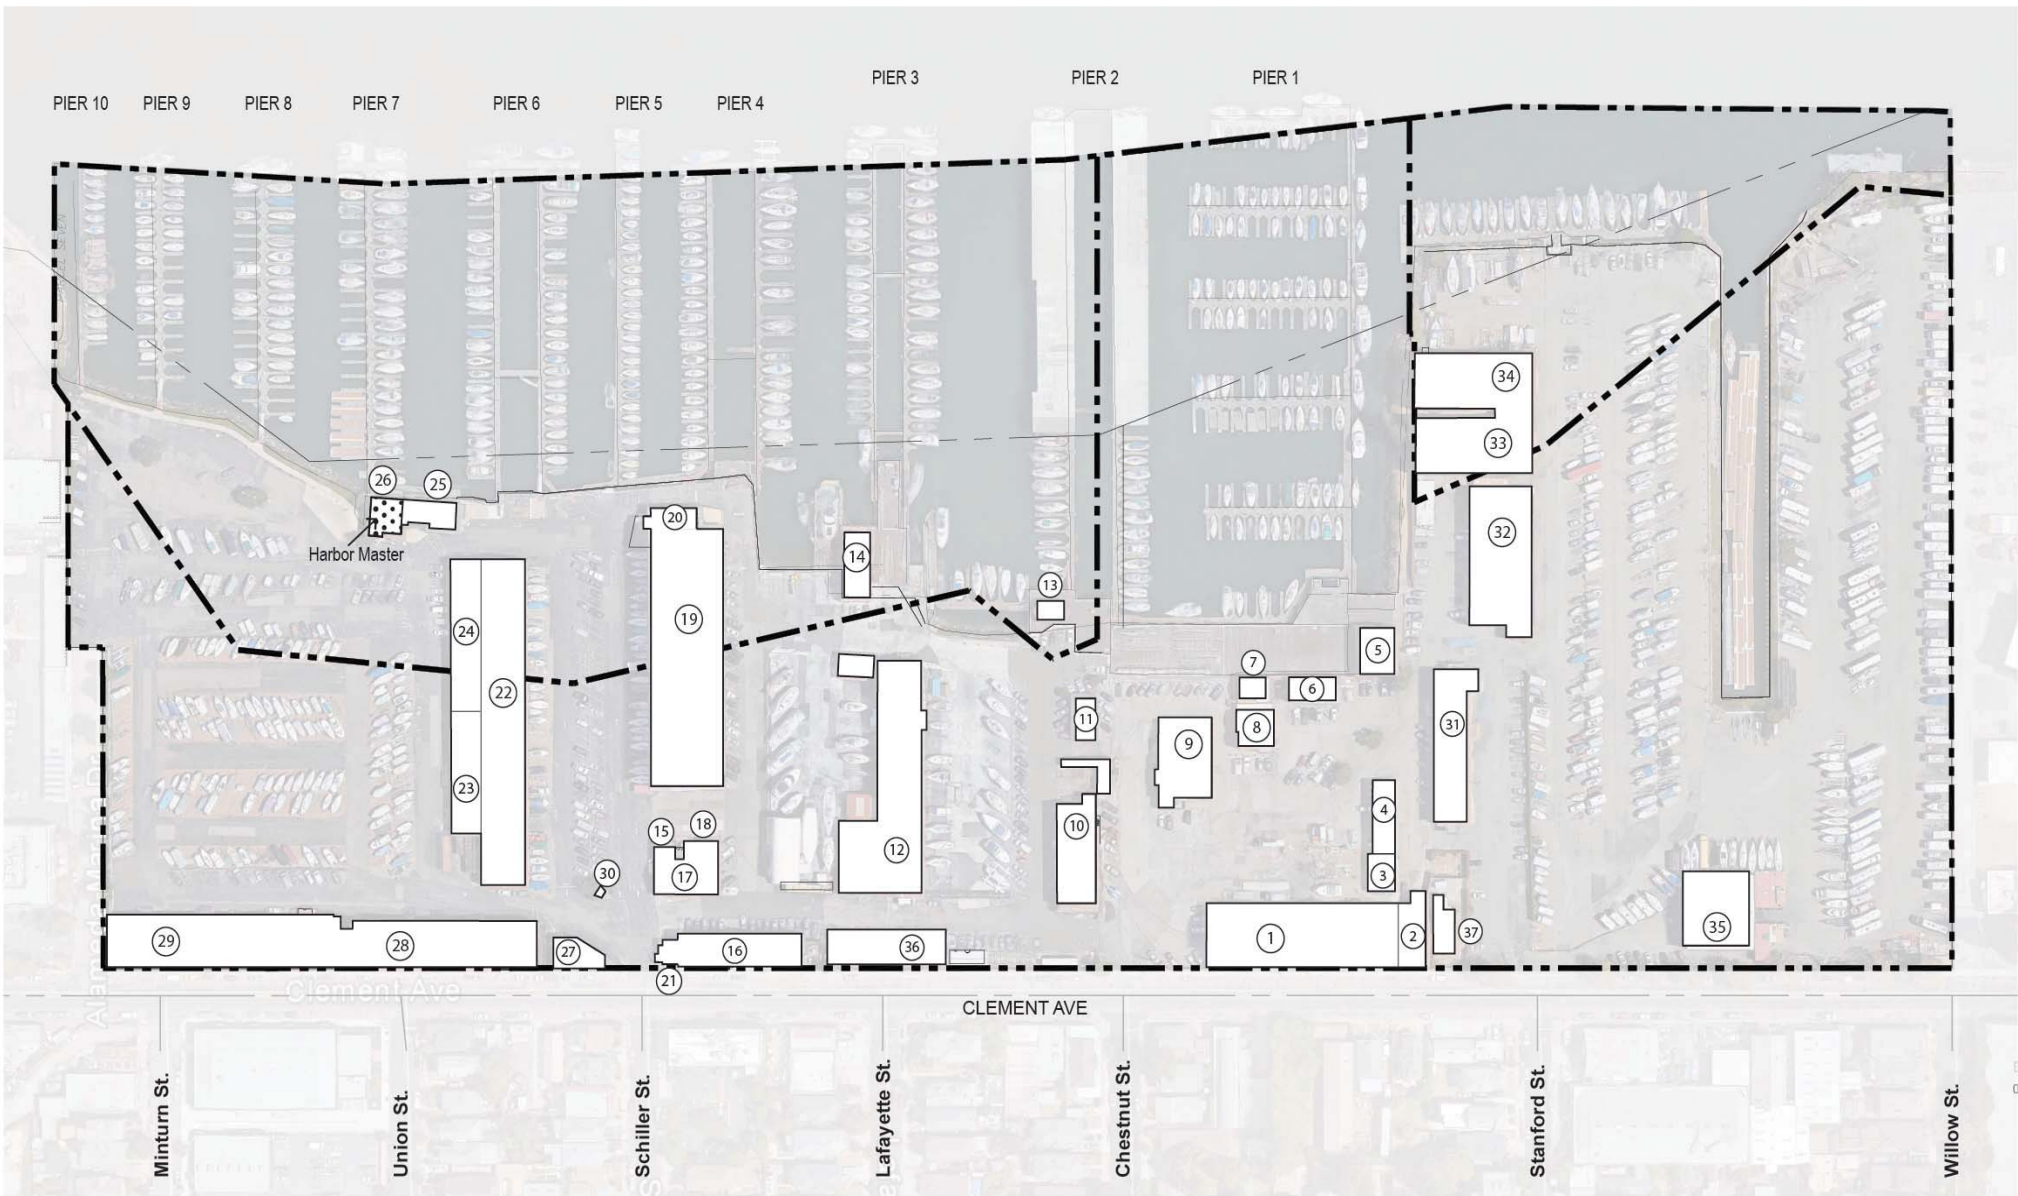 PIER 3
PIER 2
PIER 1
PIER 10
PIER 9
PIER 8
PIER 7
PIER 6
PIER 5
PIER 4
34
33
26
25
20
32
Harbor Master
14
13
24
19
5
22
7
6
11
8
31
9
23
4
10
15
18
12
30
17
3
29
28
27
16
36
1
2
37
35
21
Clement Ave
CLEMENT AVE
Minturn St.
Union St.
Schiller St.
Lafayette St.
Chestnut St.
Stanford St.
Willow St.